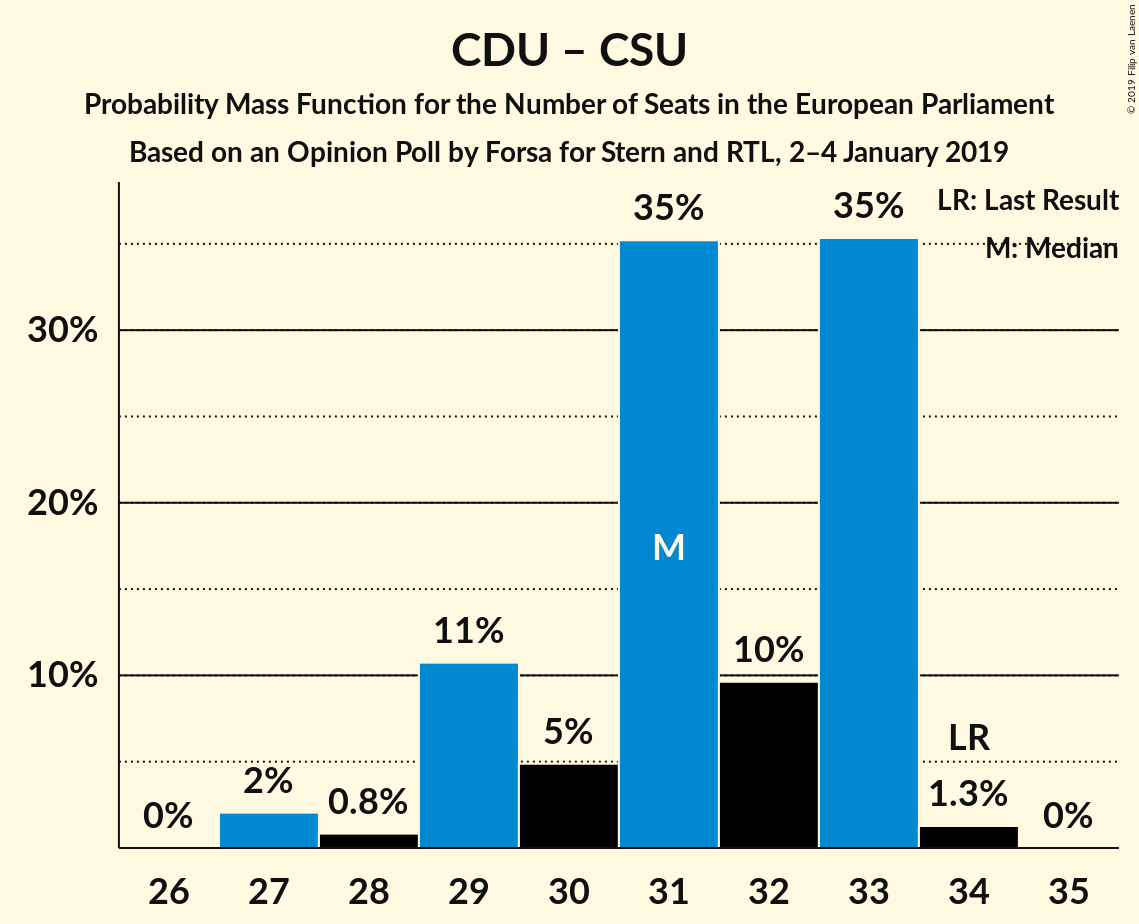 CDU – CSU
Probability Mass Function for the Number of Seats in the European Parliament
Based on an Opinion Poll by Forsa for Stern and RTL, 2–4 January 2019
© 2019 Filip van Laenen
LR: Last Result
M: Median
35%
35%
30%
20%
M
11%
10%
10%
5%
LR
2%
0.8%
1.3%
0%
0%
26 27 28 29 30 31 32 33 34 35